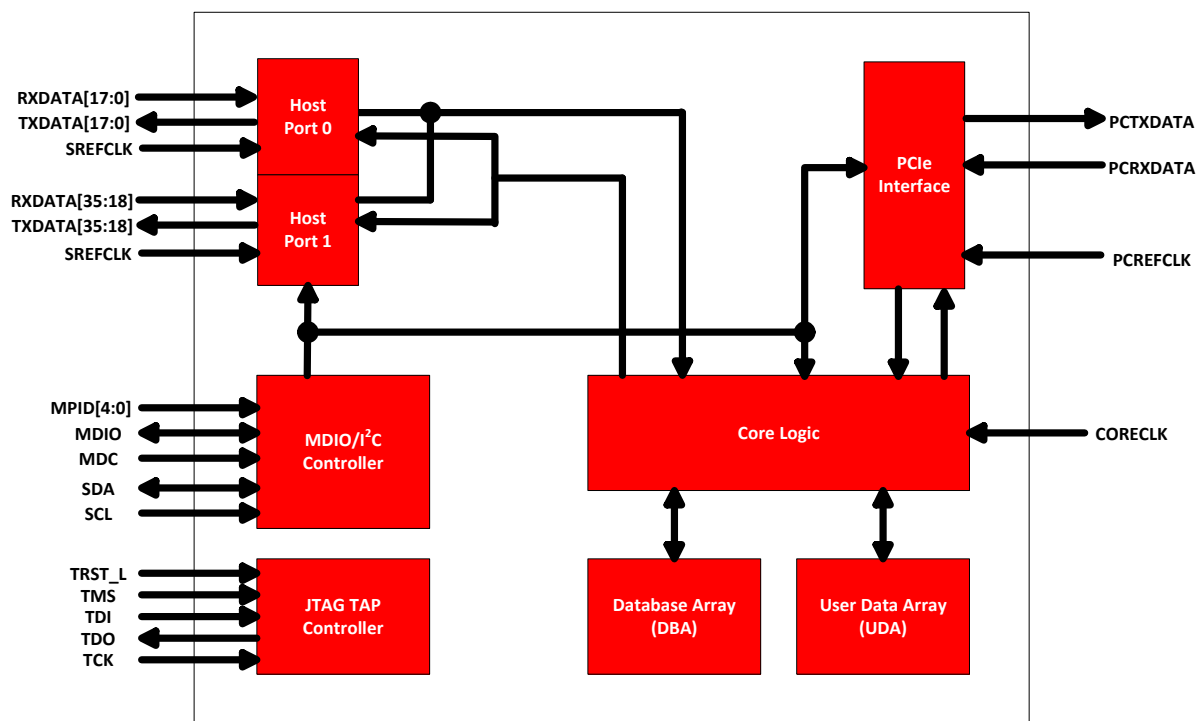 RXDATA[17:0]
TXDATA[17:0]
SREFCLK
RXDATA[35:18]
TXDATA[35:18]
SREFCLK
Host
Port 0
Host
Port 1
PCIe
Interface
PCTXDATA
PCRXDATA
PCREFCLK
MPID[4:0]
MDIO
MDC
SDA
SCL
MDIO/I²C
Controller
Core Logic
CORECLK
TRST_L
TMS
TDI
TDO
TCK
JTAG TAP
Controller
Database Array
(DBA)
User Data Array
(UDA)